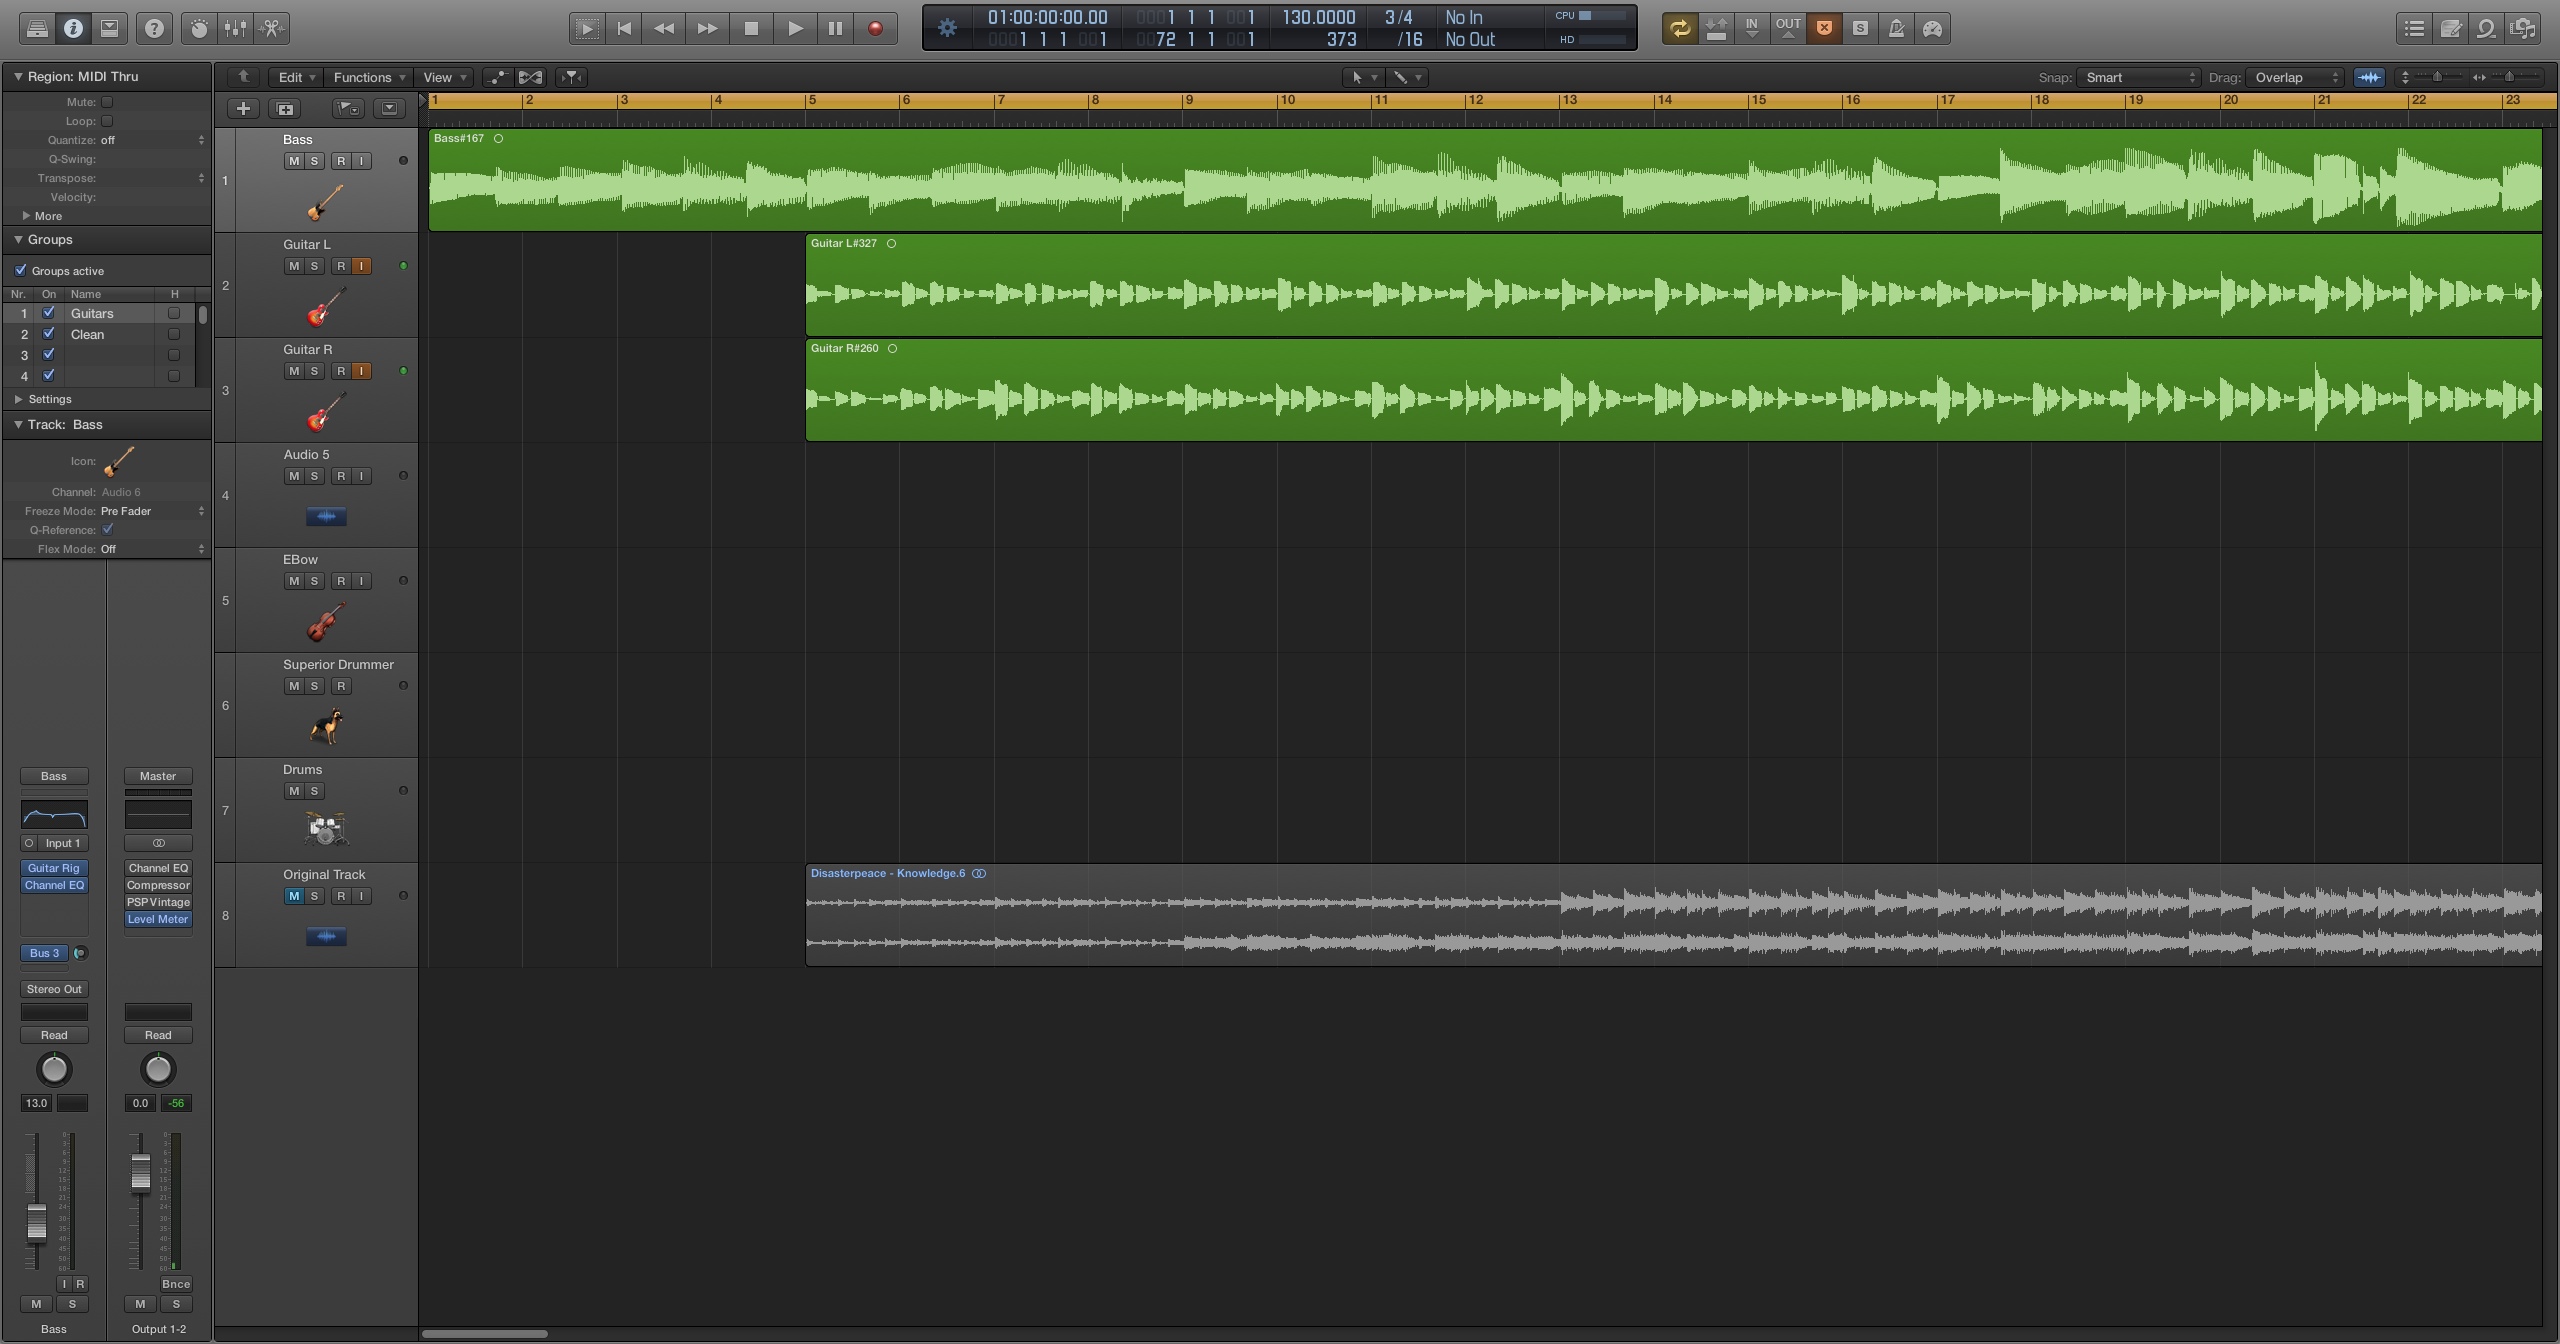 01:00:00:00.00 0001 1 1 001 130.0000 3/4 No In CPU
0001 1 1 001 0072 1 1 001 373 /16 No Out HD
IN OUT S
Region: MIDI Thru
Edit Functions View
Snap: Smart Drag: Overlap
1 2 3 4 5 6 7 8 9 10 11 12 13 14 15 16 17 18 19 20 21 22 23
Mute:
Loop:
Quantize: off
Q-Swing:
Transpose:
Velocity:
More
Groups
Groups active
Nr. On Name H
1 Guitars
2 Clean
3
4
Settings
Track: Bass
Icon:
Channel: Audio 6
Freeze Mode: Pre Fader
Q-Reference:
Flex Mode: Off
Bass Master
Input 1
Guitar Rig Channel EQ
Channel EQ Compressor
PSP Vintage
Level Meter
Bus 3
Stereo Out
Read Read
13.0 0.0 -56
I R Bnce
M S M S
Bass Output 1-2
1 Bass
M S R I
Bass#167
2 Guitar L
M S R I
Guitar L#327
3 Guitar R
M S R I
Guitar R#260
4 Audio 5
M S R I
5 EBow
M S R I
6 Superior Drummer
M S R
7 Drums
M S
8 Original Track
M S R I
Disasterpeace - Knowledge.6